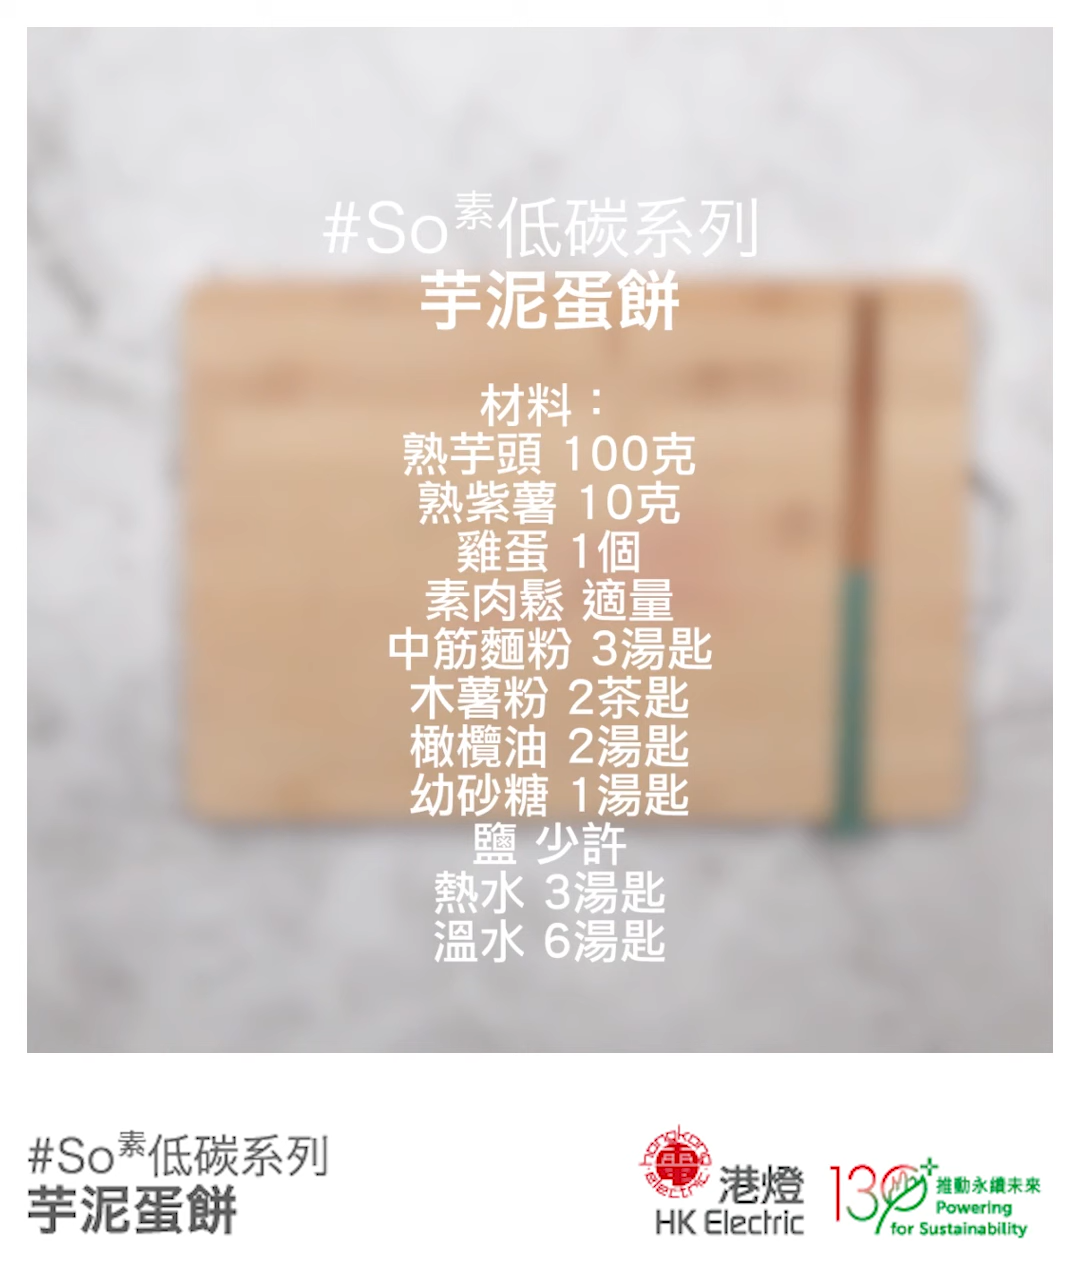 #So素低碳系列
芋泥蛋餅
材料：
熟芋頭 100克
熟紫薯 10克
雞蛋 1個
素肉鬆 適量
中筋麵粉 3湯匙
木薯粉 2茶匙
橄欖油 2湯匙
幼砂糖 1湯匙
鹽 少許
熱水 3湯匙
溫水 6湯匙
#So素低碳系列
芋泥蛋餅
hongkong electric
電
港燈
HK Electric
130
推動永續未來
Powering
for Sustainability